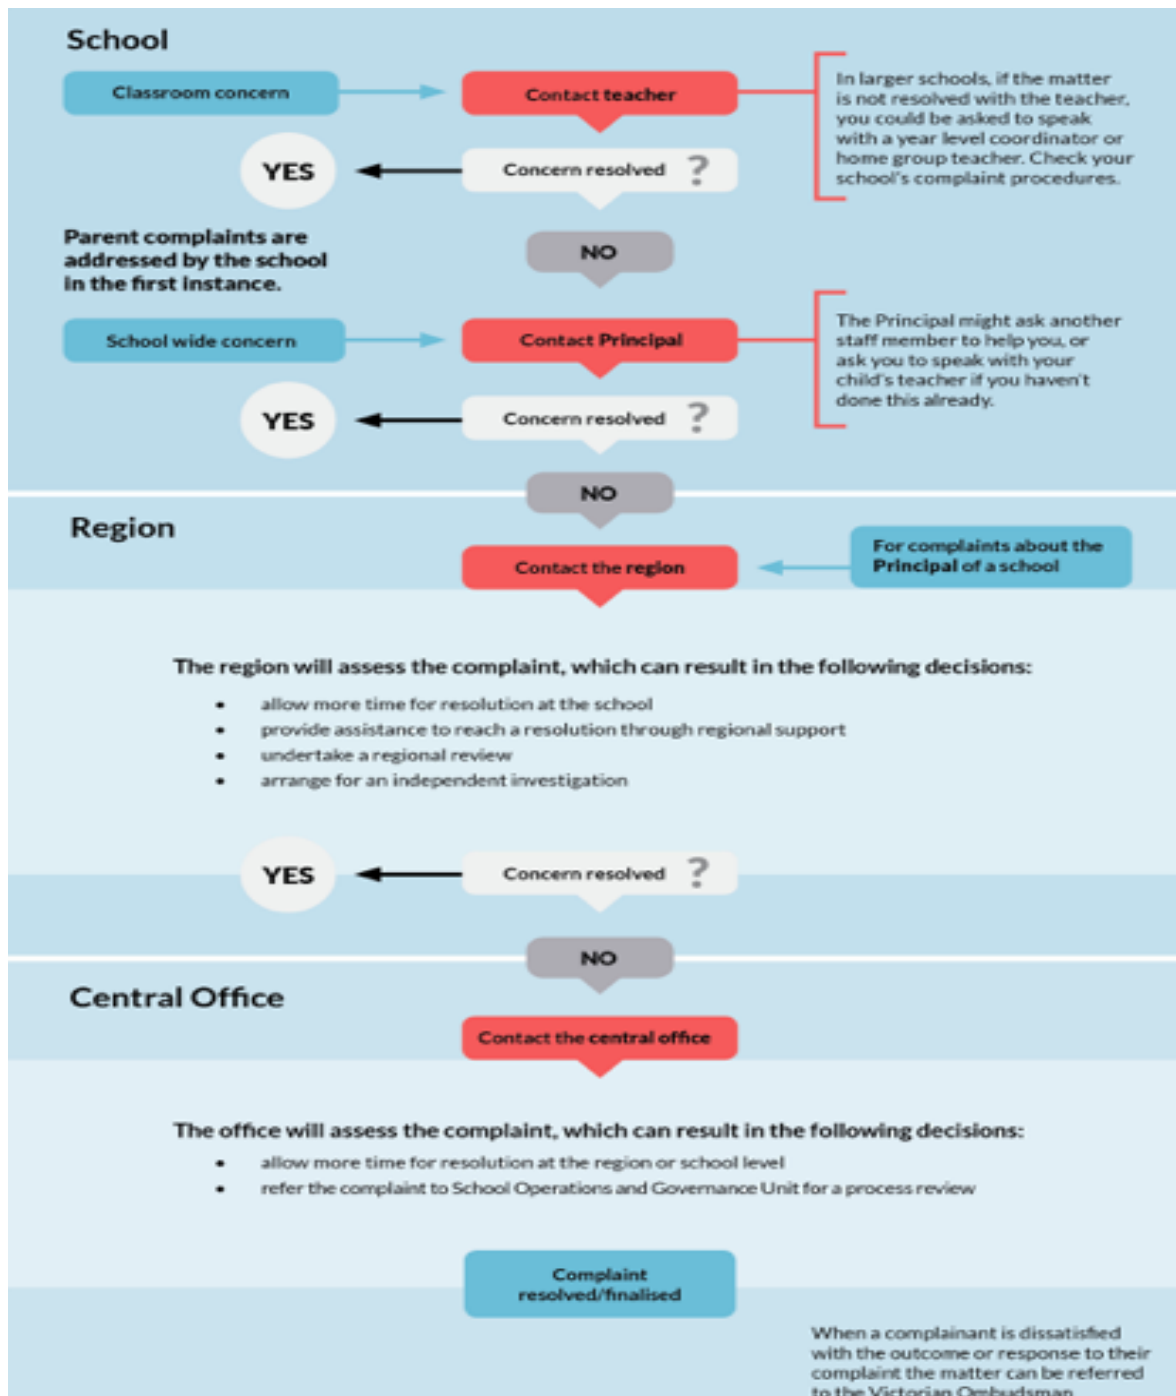 School
Classroom concern
Contact teacher
In larger schools, if the matter
is not resolved with the teacher,
you could be asked to speak
with a year level coordinator or
home group teacher. Check your
school's complaint procedures.
YES
Concern resolved ?
Parent complaints are
addressed by the school
in the first instance.
NO
School wide concern
Contact Principal
The Principal might ask another
staff member to help you, or
ask you to speak with your
child's teacher if you haven't
done this already.
YES
Concern resolved ?
NO
Region
Contact the region
For complaints about the
Principal of a school
The region will assess the complaint, which can result in the following decisions:
• allow more time for resolution at the school
• provide assistance to reach a resolution through regional support
• undertake a regional review
• arrange for an independent investigation
YES
Concern resolved ?
NO
Central Office
Contact the central office
The office will assess the complaint, which can result in the following decisions:
• allow more time for resolution at the region or school level
• refer the complaint to School Operations and Governance Unit for a process review
Complaint
resolved/finalised
When a complainant is dissatisfied
with the outcome or response to their
complaint the matter can be referred
to the Victorian Ombudsman